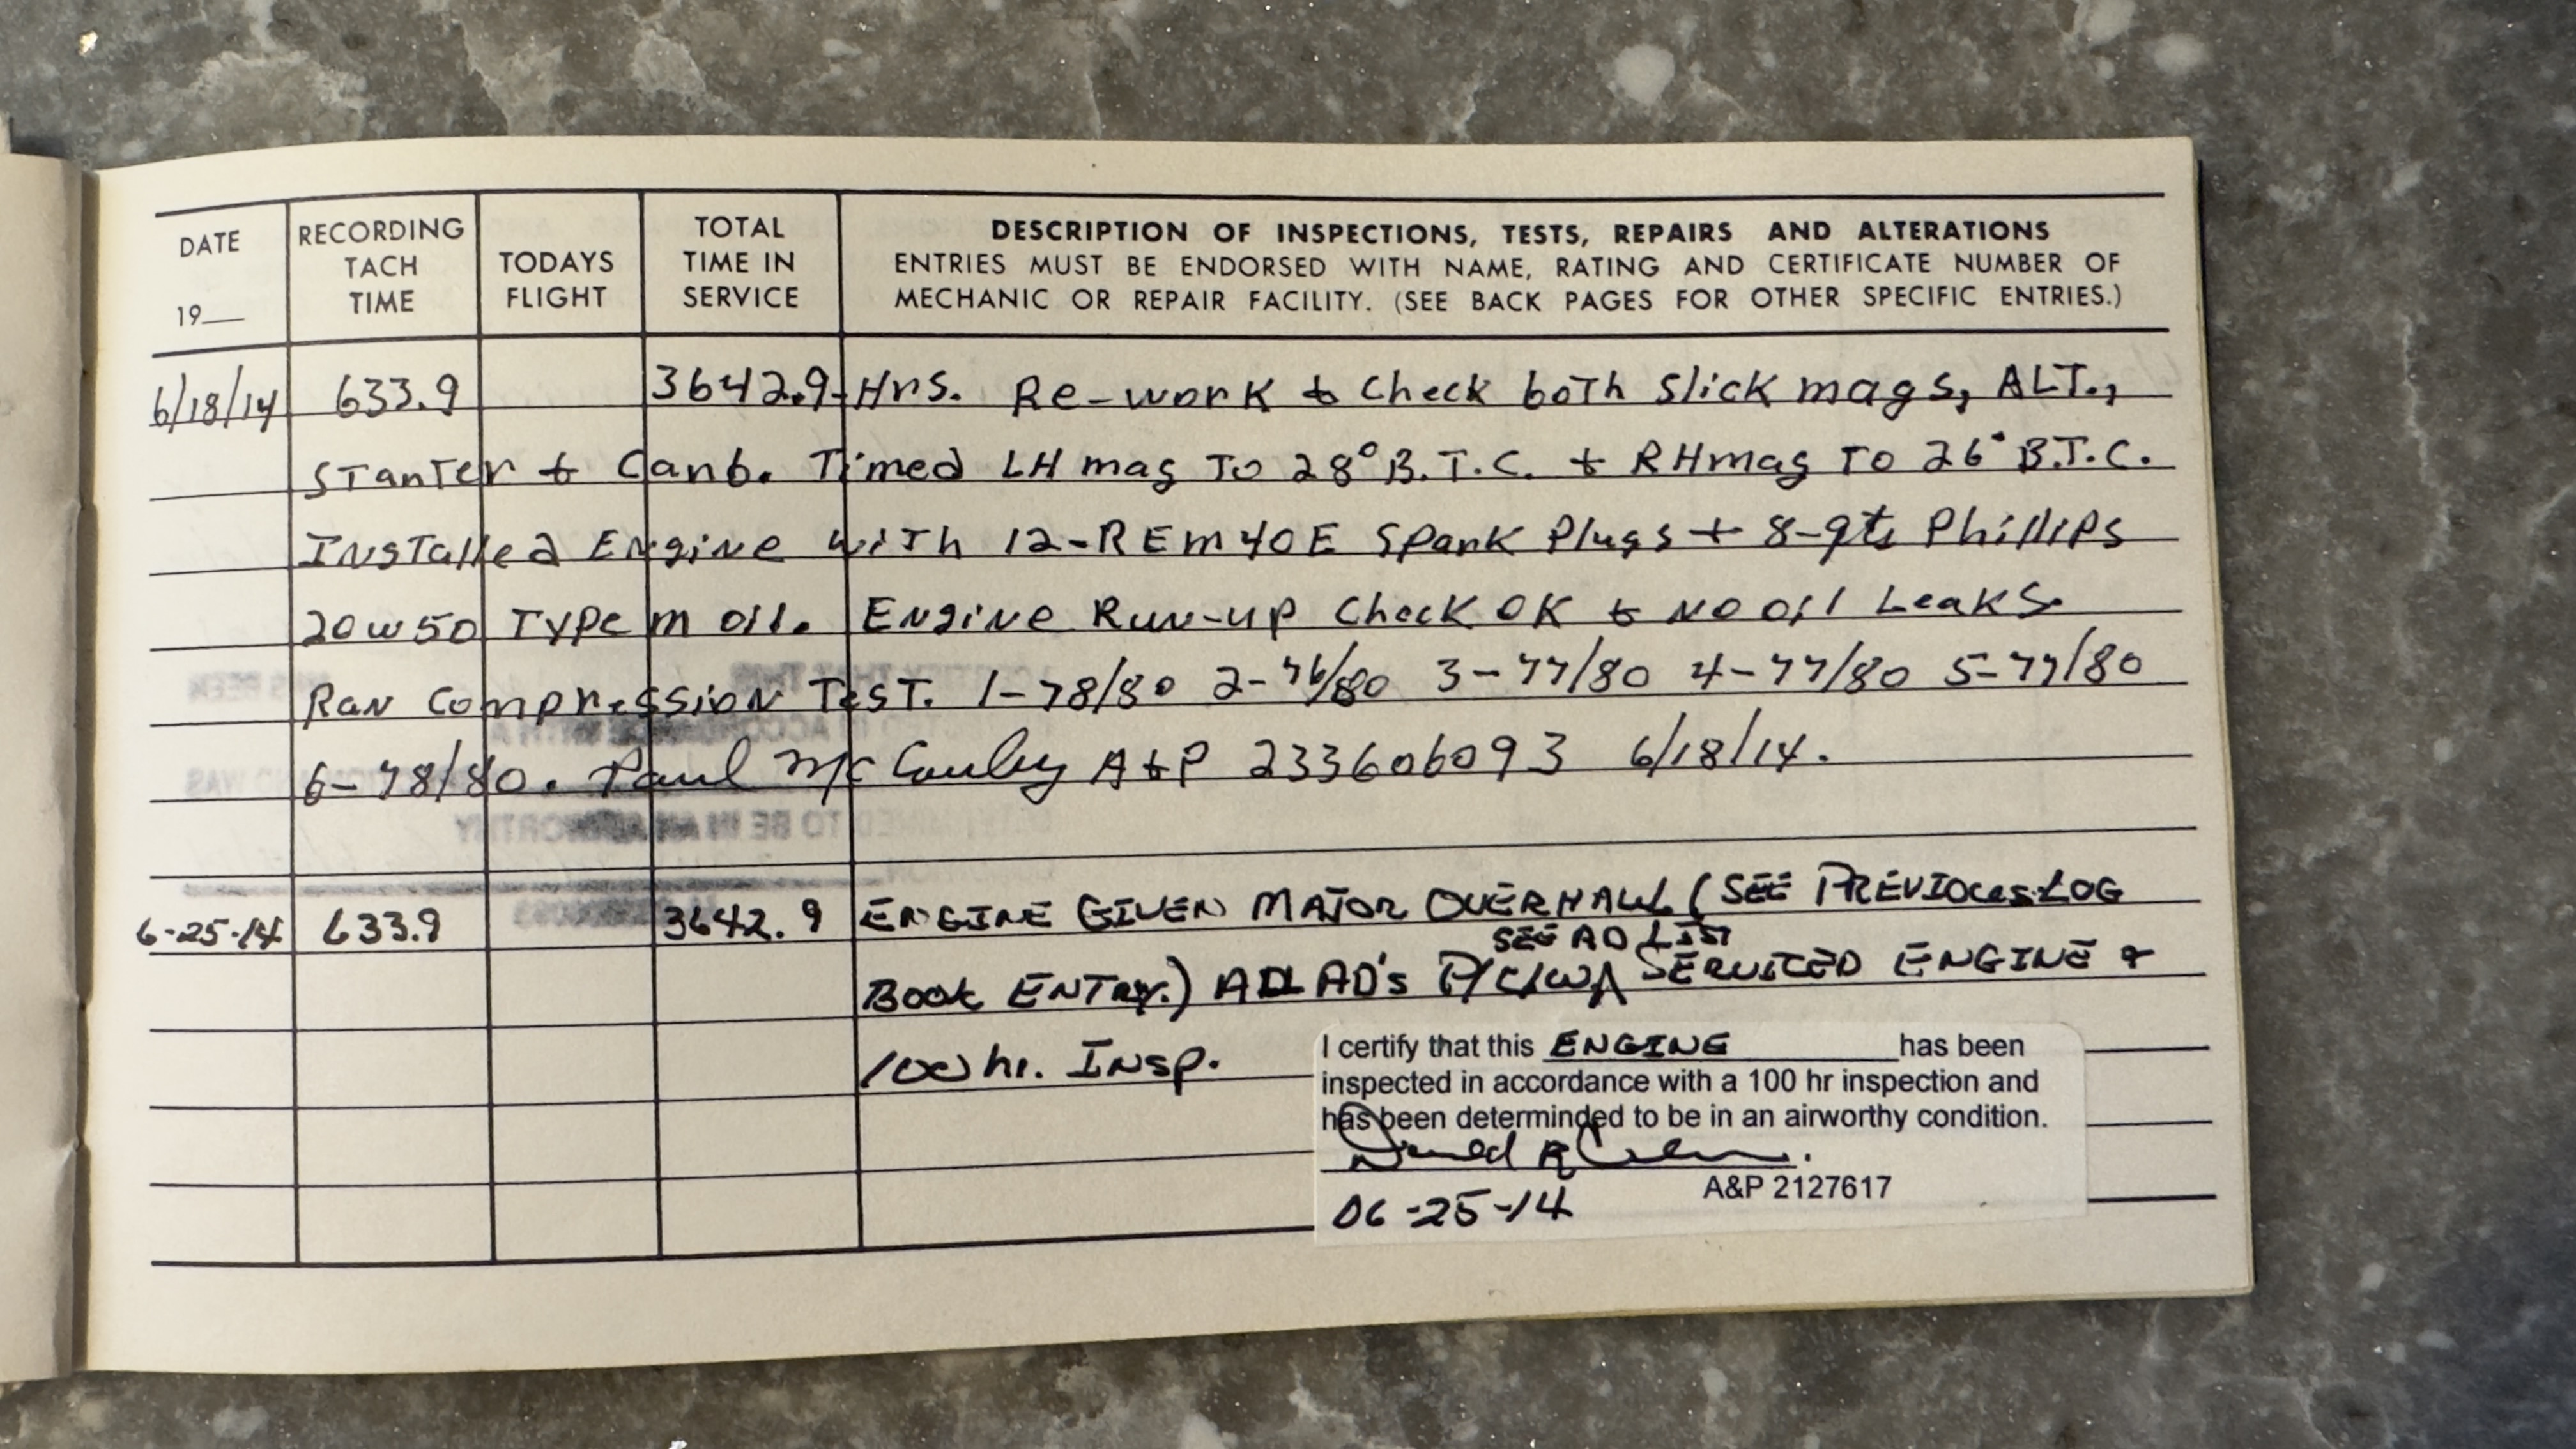 DATE
19__
RECORDING
TACH
TIME
TODAYS
FLIGHT
TOTAL
TIME IN
SERVICE
DESCRIPTION OF INSPECTIONS, TESTS, REPAIRS AND ALTERATIONS
ENTRIES MUST BE ENDORSED WITH NAME, RATING AND CERTIFICATE NUMBER OF
MECHANIC OR REPAIR FACILITY. (SEE BACK PAGES FOR OTHER SPECIFIC ENTRIES.)
6/18/14 633.9 3642.9 Hrs. Re-work & Check both Slick mags, ALT.,
Starter & Carb. Timed LH mag To 28° B.T.C. + RH mag To 26° B.T.C.
Installed Engine with 12-REM40E Spark Plugs + 8-qts Phillips
20w50 Type m oil. Engine Run-up Check OK & NO oil Leaks.
Ran Compression Test. 1-78/80 2-76/80 3-77/80 4-77/80 5-77/80
6-78/80. Paul McCauley A&P 233606093 6/18/14.
6-25-14 633.9 3642.9 ENGINE GIVEN MAJOR OVERHAUL (SEE PREVIOUS LOG
SEE AD LIST
BOOK ENTRY.) ALL AD's P/C/W SERVICED ENGINE &
100 hr. Insp.
I certify that this ENGINE has been
inspected in accordance with a 100 hr inspection and
has been determinded to be in an airworthy condition.
A&P 2127617
06-25-14